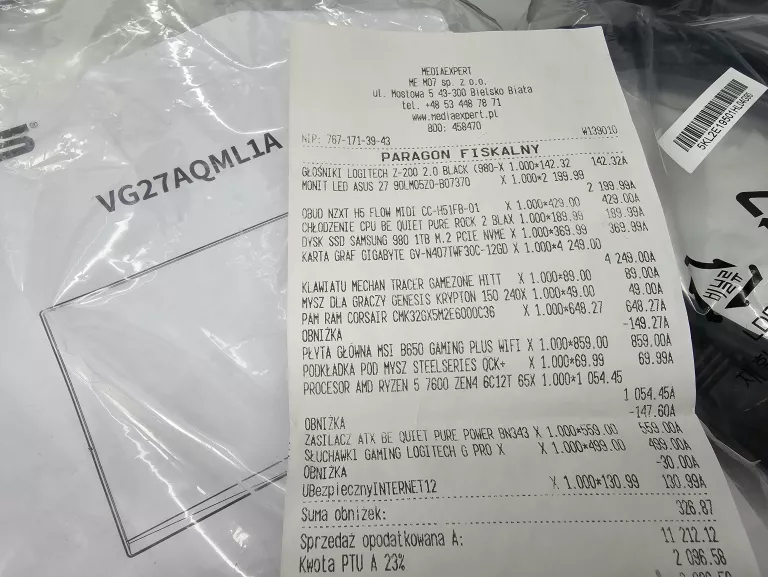 MEDIAEXPERT
ME MO7 sp. z o.o.
ul. Mostowa 5 43-300 Bielsko Biała
tel. +48 53 448 78 71
www.mediaexpert.pl
BDO: 458470
NIP: 767-171-39-43 W139010
PARAGON FISKALNY
GŁOŚNIKI LOGITECH Z-200 2.0 BLACK (980-X 1.000*142.32 142.32A
MONIT LED ASUS 27 90LM05Z0-B07370 X 1.000*2 199.99
2 199.99A
OBUD NZXT H5 FLOW MIDI CC-H51FB-01 X 1.000*429.00 429.00A
CHŁODZENIE CPU BE QUIET PURE ROCK 2 BLAX 1.000*189.99 189.99A
DYSK SSD SAMSUNG 980 1TB M.2 PCIE NVME X 1.000*369.99 369.99A
KARTA GRAF GIGABYTE GV-N407TWF3OC-12GD X 1.000*4 249.00
4 249.00A
KLAWIATU MECHAN TRACER GAMEZONE HITT X 1.000*89.00 89.00A
MYSZ DLA GRACZY GENESIS KRYPTON 150 240X 1.000*49.00 49.00A
PAM RAM CORSAIR CMK32GX5M2E6000C36 X 1.000*648.27 648.27A
OBNIŻKA -149.27A
PŁYTA GŁÓWNA MSI B650 GAMING PLUS WIFI X 1.000*859.00 859.00A
PODKŁADKA POD MYSZ STEELSERIES QCK+ X 1.000*69.99 69.99A
PROCESOR AMD RYZEN 5 7600 ZEN4 6C12T 65X 1.000*1 054.45
1 054.45A
OBNIŻKA -147.60A
ZASILACZ ATX BE QUIET PURE POWER BN343 X 1.000*559.00 559.00A
SŁUCHAWKI GAMING LOGITECH G PRO X X 1.000*499.00 499.00A
OBNIŻKA -30.00A
UBezpiecznyINTERNET12 X 1.000*130.99 130.99A
Suma obniżek: 326.87
Sprzedaż opodatkowana A: 11 212.12
Kwota PTU A 23% 2 096.58
VG27AQML1A